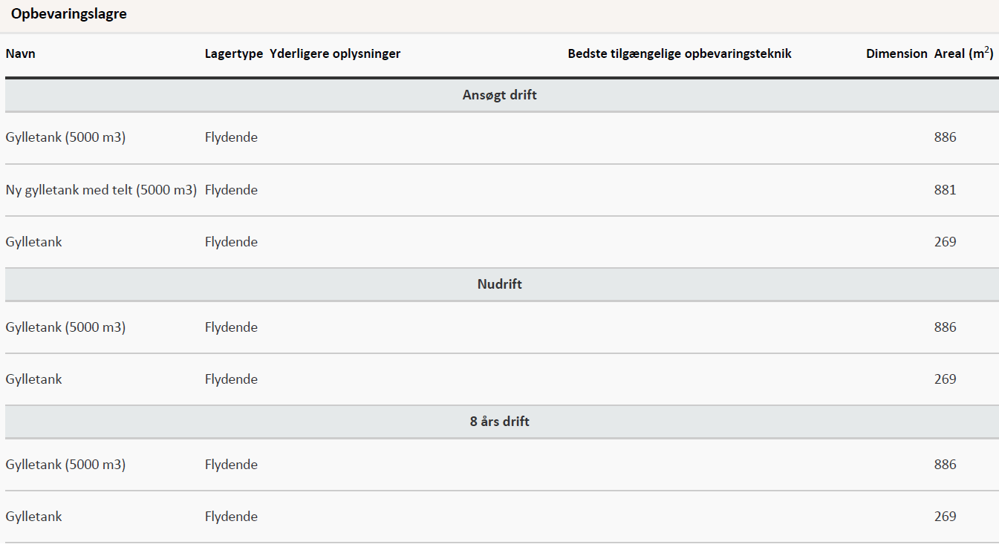 Opbevaringslagre
Navn Lagertype Yderligere oplysninger Bedste tilgængelige opbevaringsteknik Dimension Areal (m²)
Ansøgt drift
Gylletank (5000 m3) Flydende 886
Ny gylletank med telt (5000 m3) Flydende 881
Gylletank Flydende 269
Nudrift
Gylletank (5000 m3) Flydende 886
Gylletank Flydende 269
8 års drift
Gylletank (5000 m3) Flydende 886
Gylletank Flydende 269